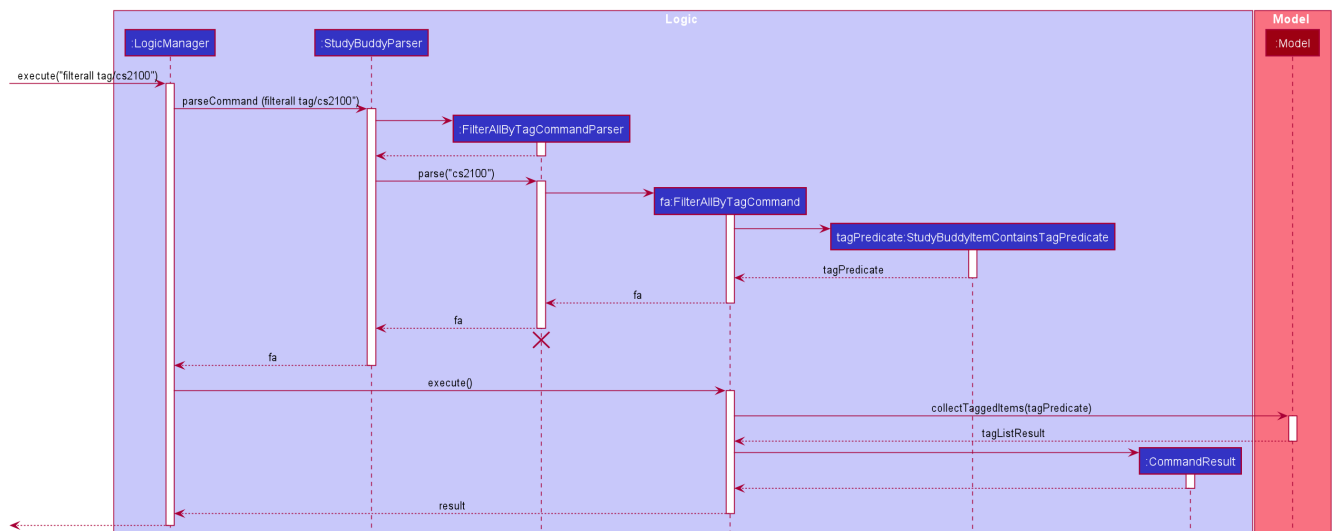 Logic
Model
:LogicManager
:StudyBuddyParser
:Model
execute("filterall tag/cs2100")
parseCommand (filterall tag/cs2100")
:FilterAllByTagCommandParser
parse("cs2100")
fa:FilterAllByTagCommand
tagPredicate:StudyBuddyItemContainsTagPredicate
tagPredicate
fa
fa
fa
execute()
collectTaggedItems(tagPredicate)
tagListResult
:CommandResult
result